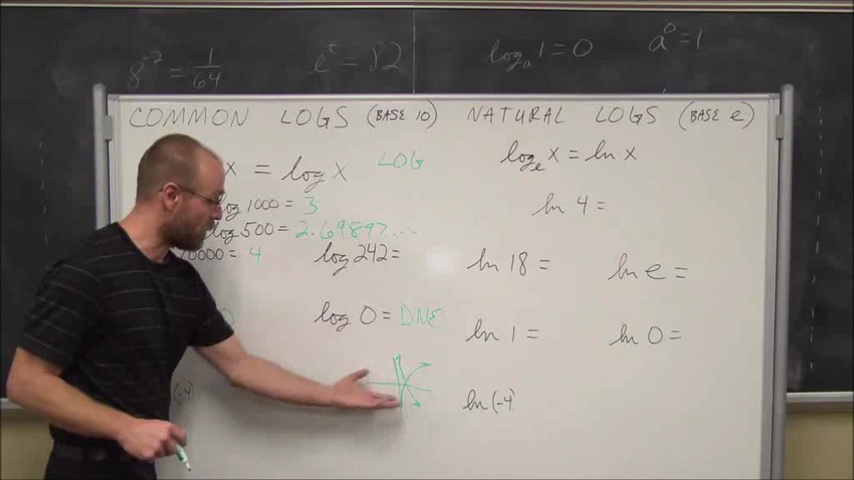 8⁻² = 1/64
eᵗ = 82
logₐ 1 = 0
a⁰ = 1
COMMON LOGS (BASE 10)
x = log x LOG
log 1000 = 3
log 500 = 2.69897...
0000 = 4
log 242 =
log 0 = DNE
(-4)
NATURAL LOGS (BASE e)
logₑ x = ln x
ln 4 =
ln 18 = ln e =
ln 1 = ln 0 =
ln (-4)